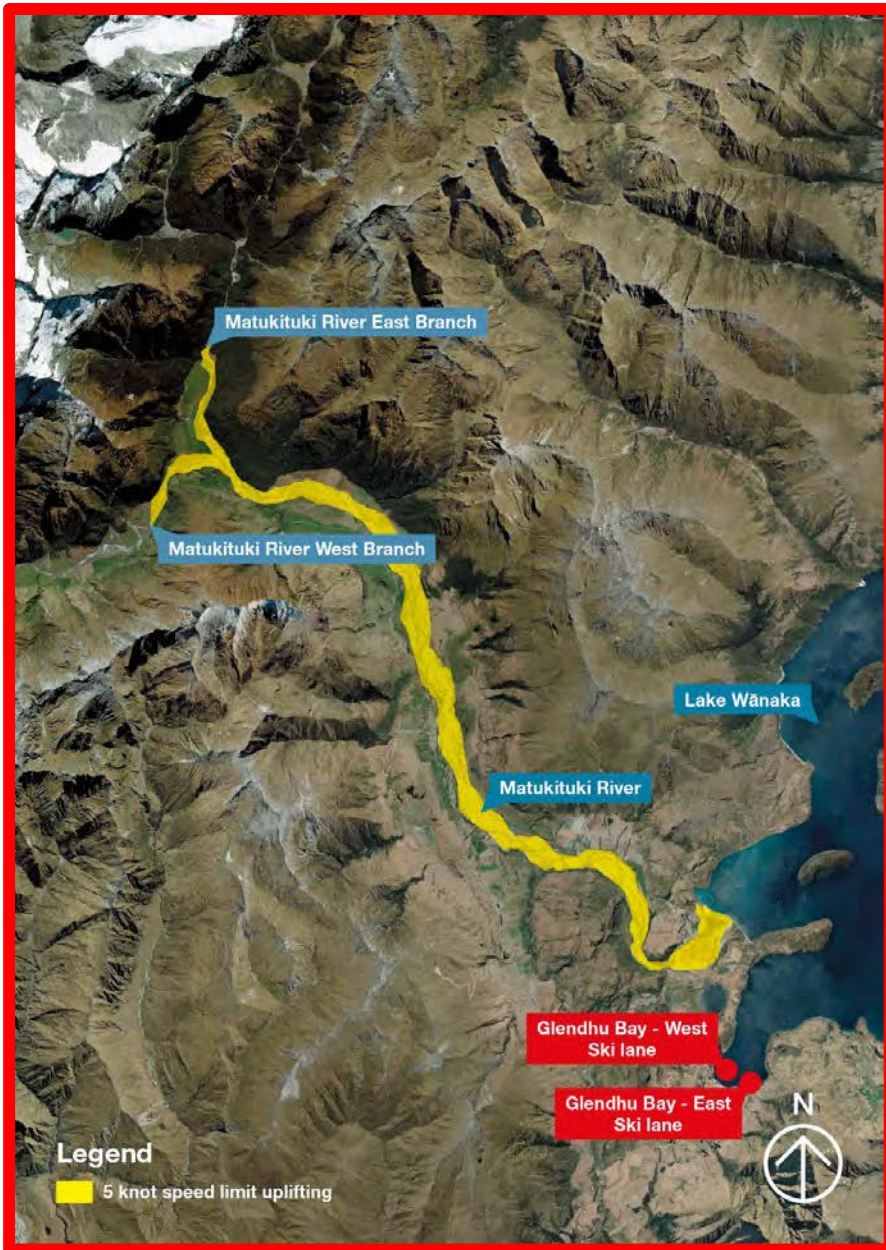 Matukituki River East Branch
Matukituki River West Branch
Lake Wānaka
Matukituki River
Glendhu Bay - West
Ski lane
Glendhu Bay - East
Ski lane
N
Legend
5 knot speed limit uplifting